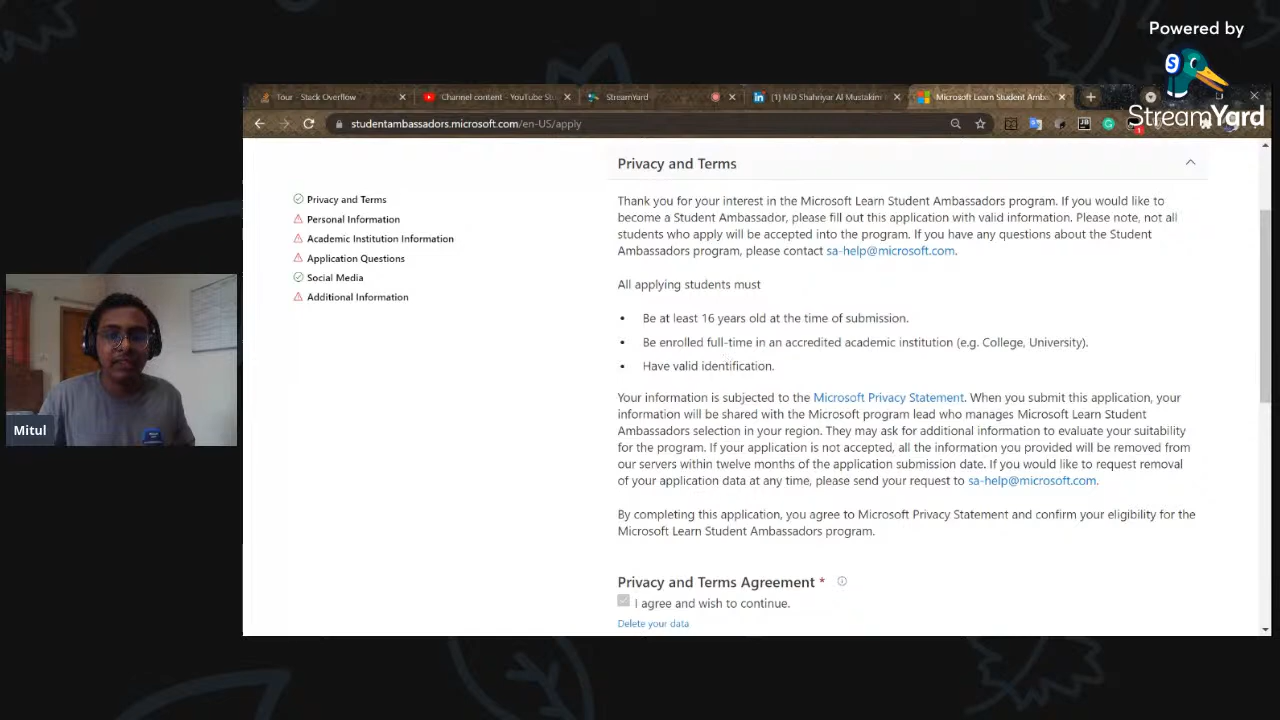 Powered by
StreamYard
Tour - Stack Overflow
Channel content - YouTube Stu
StreamYard
(1) MD Shahriyar Al Mustakim
Microsoft Learn Student Amba
studentambassadors.microsoft.com/en-US/apply
Privacy and Terms
Personal Information
Academic Institution Information
Application Questions
Social Media
Additional Information
Privacy and Terms
Thank you for your interest in the Microsoft Learn Student Ambassadors program. If you would like to
become a Student Ambassador, please fill out this application with valid information. Please note, not all
students who apply will be accepted into the program. If you have any questions about the Student
Ambassadors program, please contact sa-help@microsoft.com.
All applying students must
• Be at least 16 years old at the time of submission.
• Be enrolled full-time in an accredited academic institution (e.g. College, University).
• Have valid identification.
Your information is subjected to the Microsoft Privacy Statement. When you submit this application, your
information will be shared with the Microsoft program lead who manages Microsoft Learn Student
Ambassadors selection in your region. They may ask for additional information to evaluate your suitability
for the program. If your application is not accepted, all the information you provided will be removed from
our servers within twelve months of the application submission date. If you would like to request removal
of your application data at any time, please send your request to sa-help@microsoft.com.
By completing this application, you agree to Microsoft Privacy Statement and confirm your eligibility for the
Microsoft Learn Student Ambassadors program.
Privacy and Terms Agreement *
I agree and wish to continue.
Delete your data
Mitul